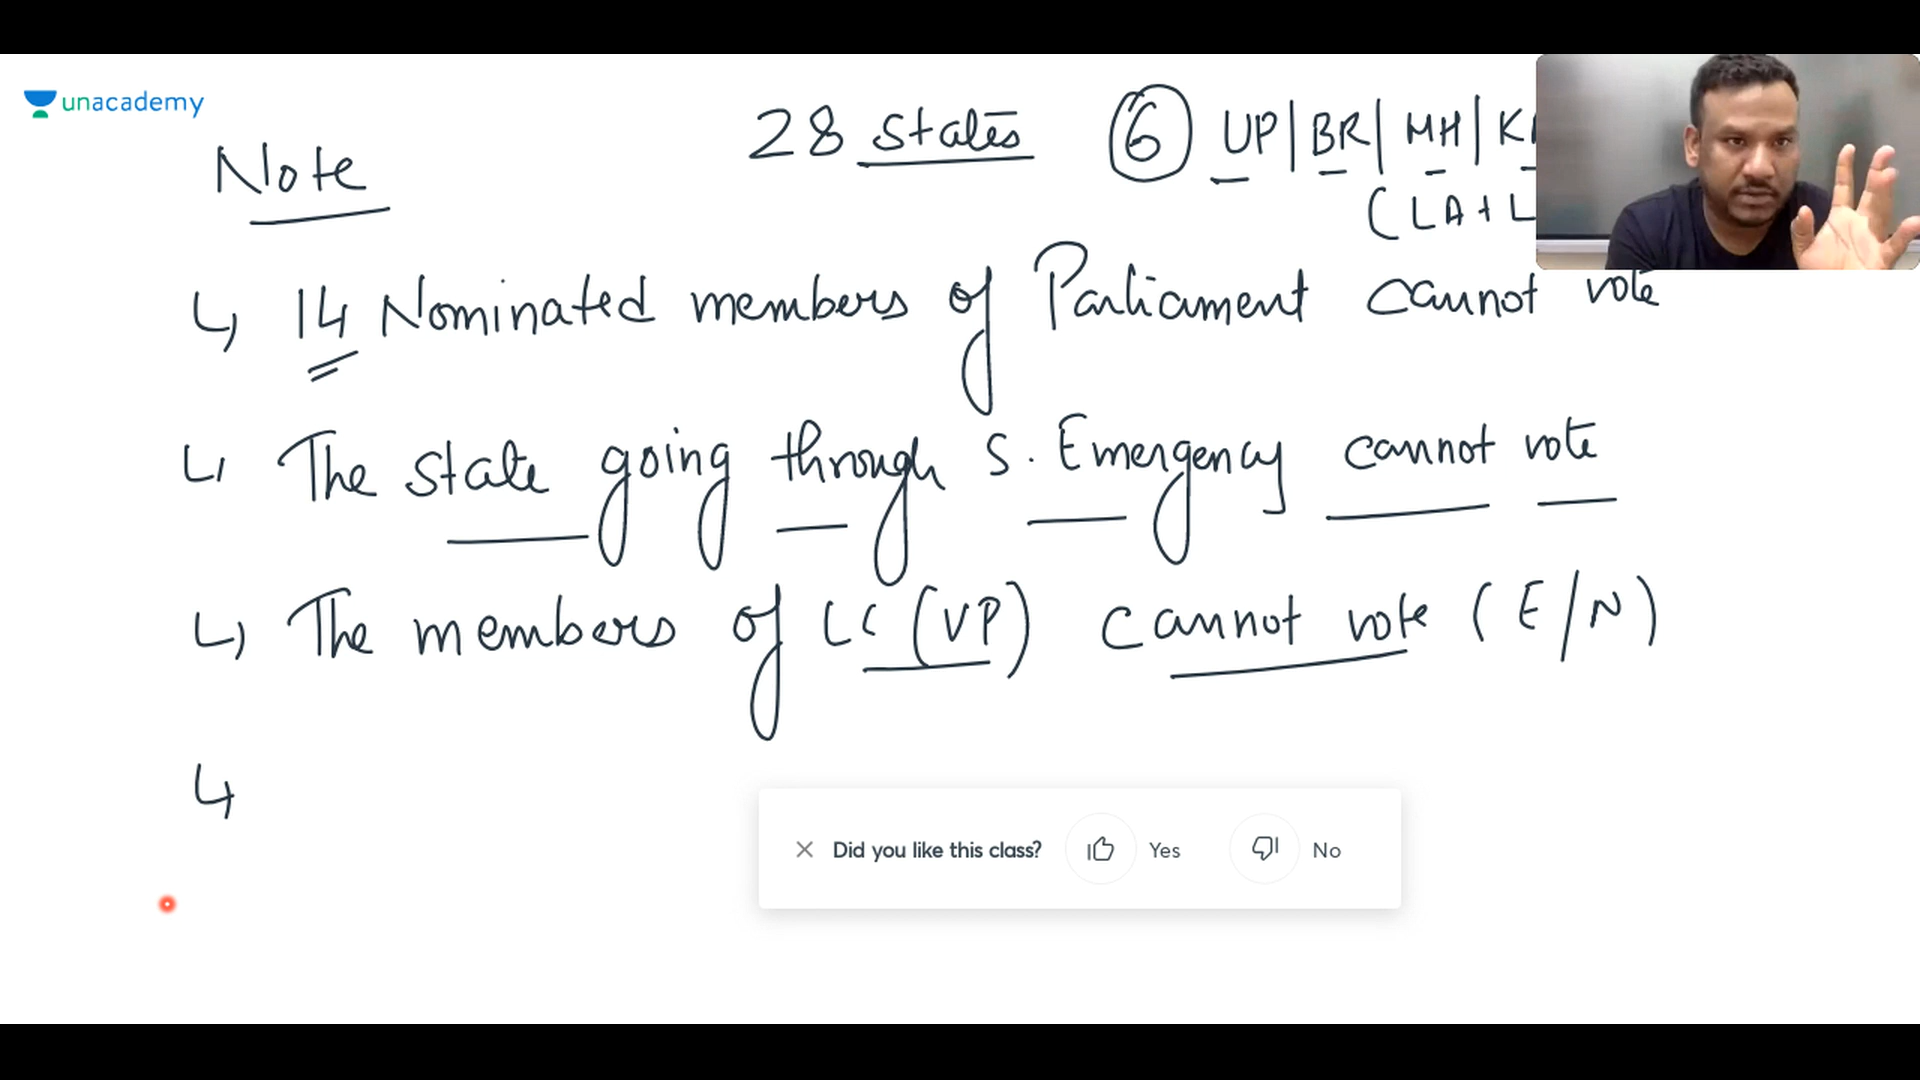 unacademy
28 states 6 UP | BR | MH |
Note
(LA +
14 Nominated members of Parliament cannot vote
The state going through S. Emergency cannot vote
The members of LC (VP) cannot vote (E/N)
Did you like this class? Yes No